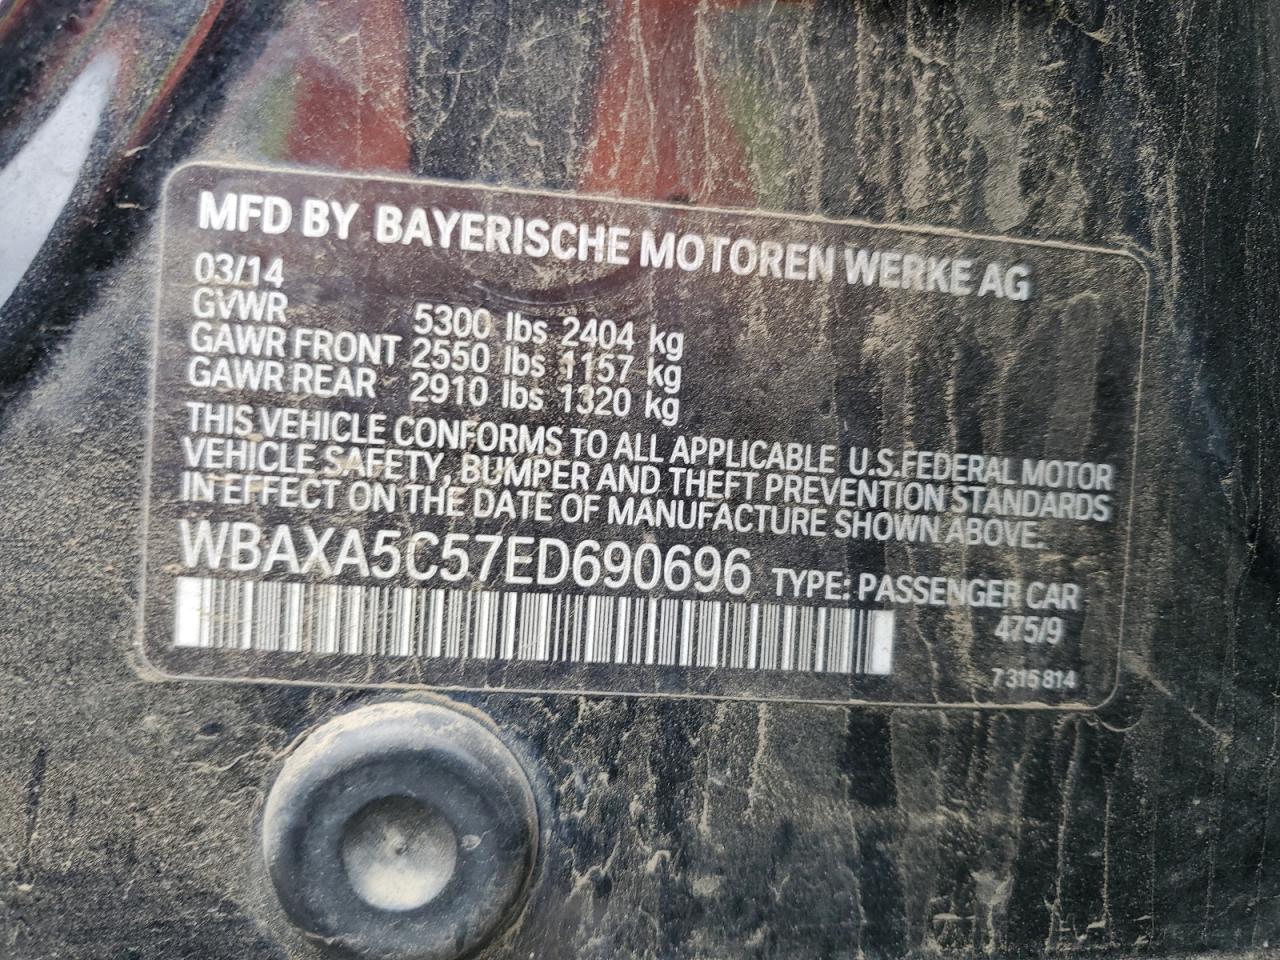 MFD BY BAYERISCHE MOTOREN WERKE AG
03/14
GVWR 5300 lbs 2404 kg
GAWR FRONT 2550 lbs 1157 kg
GAWR REAR 2910 lbs 1320 kg
THIS VEHICLE CONFORMS TO ALL APPLICABLE U.S.FEDERAL MOTOR
VEHICLE SAFETY, BUMPER AND THEFT PREVENTION STANDARDS
IN EFFECT ON THE DATE OF MANUFACTURE SHOWN ABOVE.
WBAXA5C57ED690696 TYPE: PASSENGER CAR
475/9
7 315 814